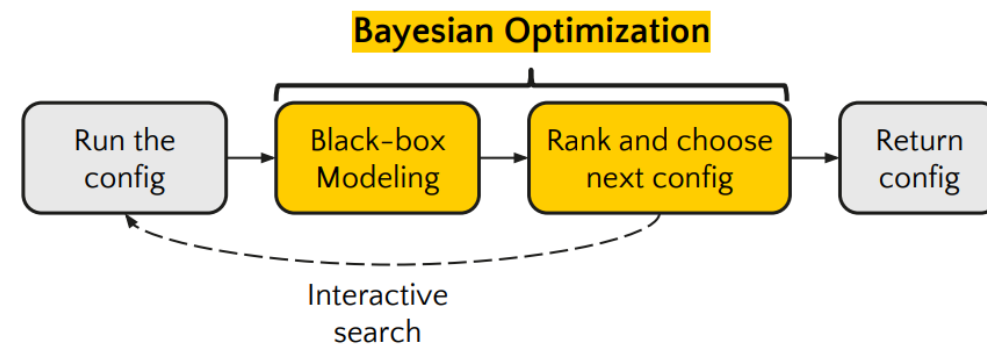 Bayesian Optimization
Run the
config
Black-box
Modeling
Rank and choose
next config
Return
config
Interactive
search